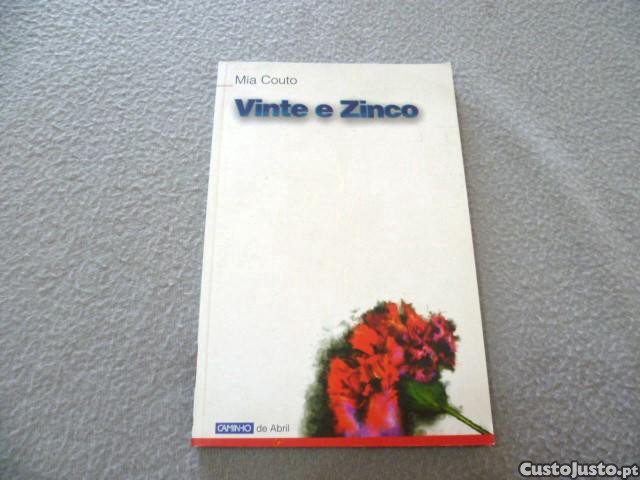 Mia Couto
Vinte e Zinco
CAMINHO de Abril
CustoJusto.pt